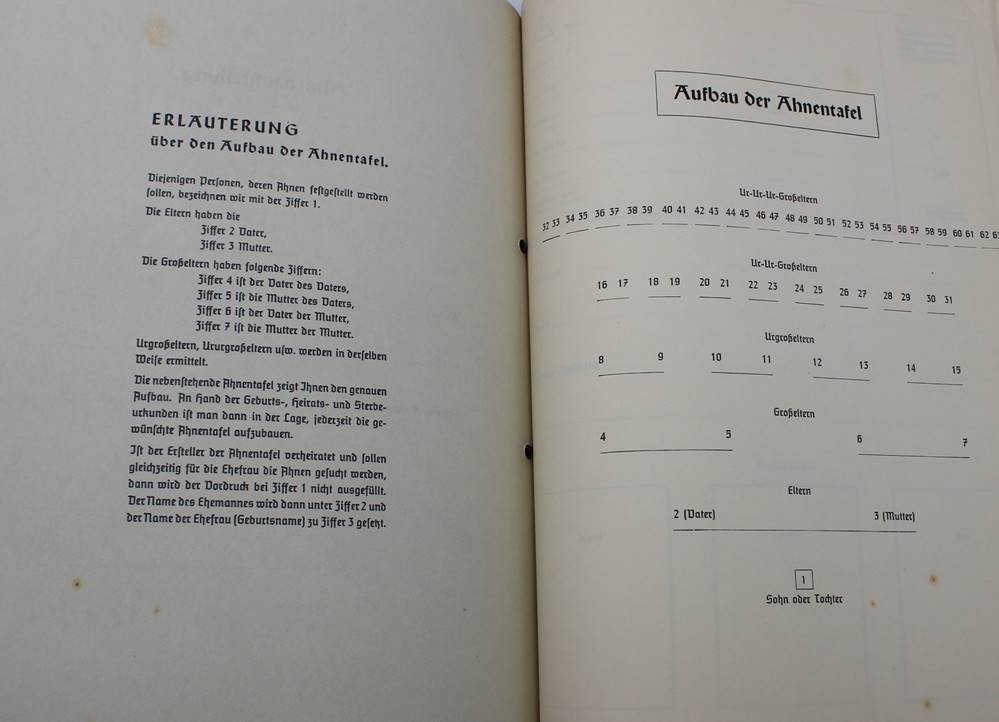 ERLÄUTERUNG
über den Aufbau der Ahnentafel.
Diejenigen Personen, deren Ahnen festgestellt werden
sollen, bezeichnen wir mit der Ziffer 1.
Die Eltern haben die
Ziffer 2 Vater,
Ziffer 3 Mutter.
Die Großeltern haben folgende Ziffern:
Ziffer 4 ist der Vater des Vaters,
Ziffer 5 ist die Mutter des Vaters,
Ziffer 6 ist der Vater der Mutter,
Ziffer 7 ist die Mutter der Mutter.
Urgroßeltern, Ururgroßeltern usw. werden in derselben
Weise ermittelt.
Die nebenstehende Ahnentafel zeigt Ihnen den genauen
Aufbau. An Hand der Geburts-, Heirats- und Sterbe-
urkunden ist man dann in der Lage, jederzeit die ge-
wünschte Ahnentafel aufzubauen.
Ist der Ersteller der Ahnentafel verheiratet und sollen
gleichzeitig für die Ehefrau die Ahnen gesucht werden,
dann wird der Vordruck bei Ziffer 1 nicht ausgefüllt.
Der Name des Ehemannes wird dann unter Ziffer 2 und
der Name der Ehefrau (Geburtsname) zu Ziffer 3 gesetzt.
Aufbau der Ahnentafel
Ur-Ur-Ur-Großeltern
32 33 34 35 36 37 38 39 40 41 42 43 44 45 46 47 48 49 50 51 52 53 54 55 56 57 58 59 60 61 62
Ur-Ur-Großeltern
16 17 18 19 20 21 22 23 24 25 26 27 28 29 30 31
Urgroßeltern
8 9 10 11 12 13 14 15
Großeltern
4 5 6 7
Eltern
2 (Vater) 3 (Mutter)
1
Sohn oder Tochter